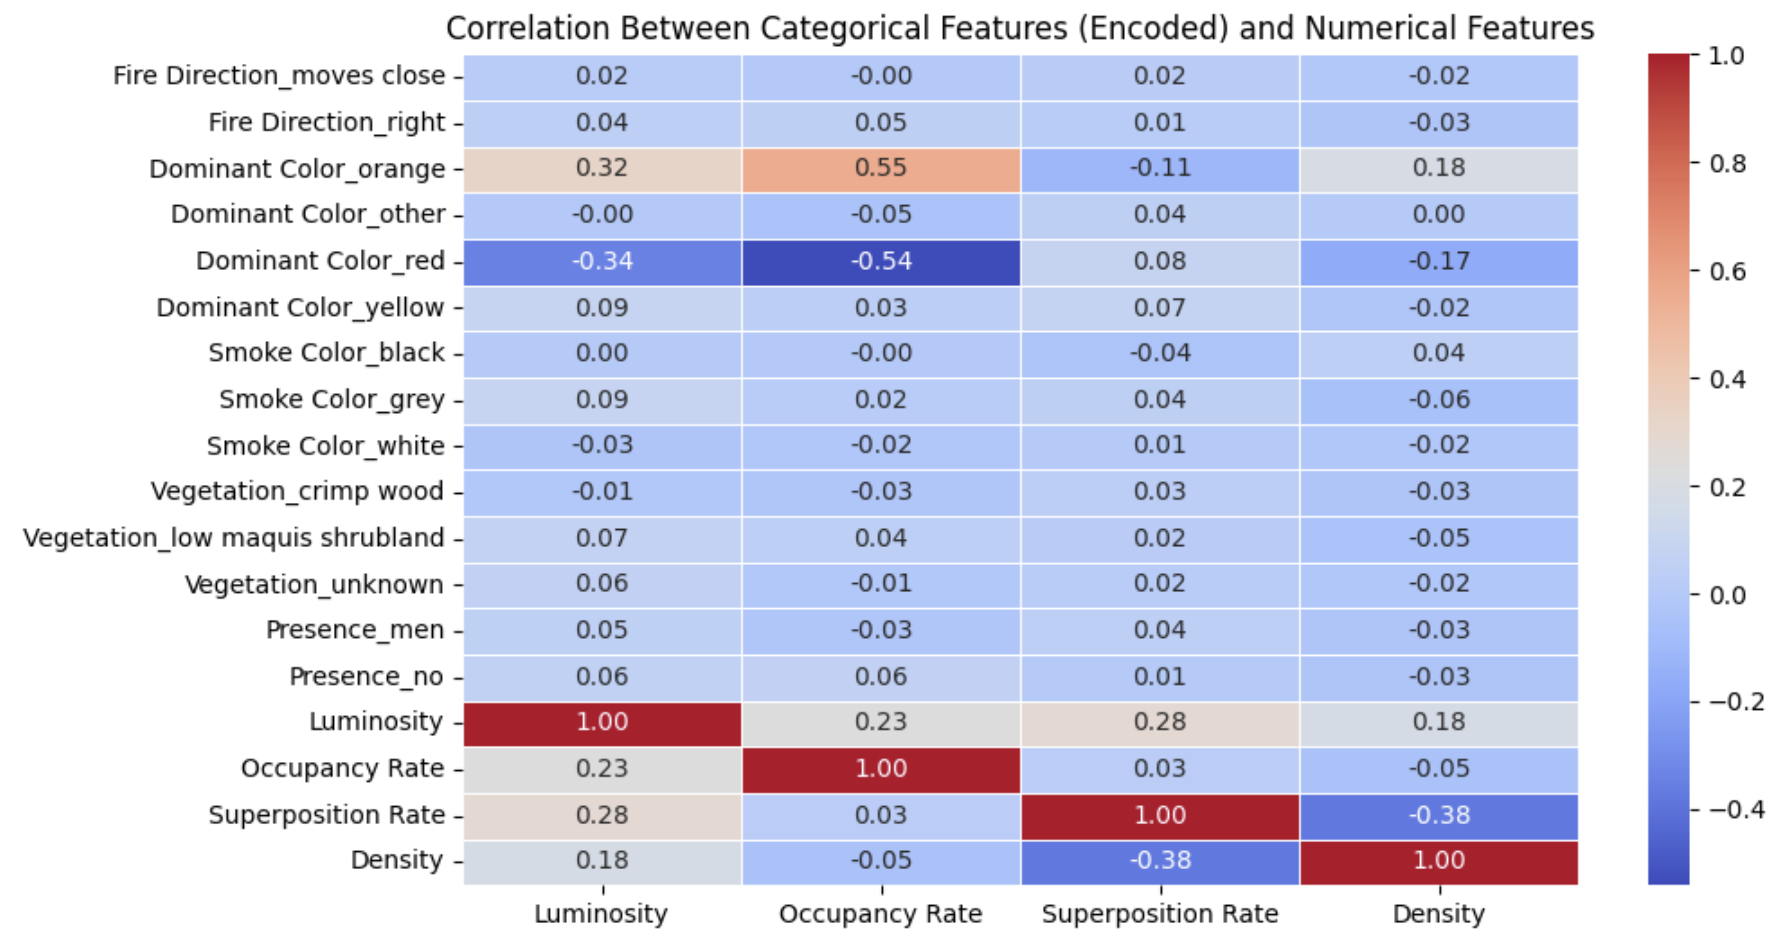 Correlation Between Categorical Features (Encoded) and Numerical Features
Fire Direction_moves close 0.02 -0.00 0.02 -0.02
Fire Direction_right 0.04 0.05 0.01 -0.03
Dominant Color_orange 0.32 0.55 -0.11 0.18
Dominant Color_other -0.00 -0.05 0.04 0.00
Dominant Color_red -0.34 -0.54 0.08 -0.17
Dominant Color_yellow 0.09 0.03 0.07 -0.02
Smoke Color_black 0.00 -0.00 -0.04 0.04
Smoke Color_grey 0.09 0.02 0.04 -0.06
Smoke Color_white -0.03 -0.02 0.01 -0.02
Vegetation_crimp wood -0.01 -0.03 0.03 -0.03
Vegetation_low maquis shrubland 0.07 0.04 0.02 -0.05
Vegetation_unknown 0.06 -0.01 0.02 -0.02
Presence_men 0.05 -0.03 0.04 -0.03
Presence_no 0.06 0.06 0.01 -0.03
Luminosity 1.00 0.23 0.28 0.18
Occupancy Rate 0.23 1.00 0.03 -0.05
Superposition Rate 0.28 0.03 1.00 -0.38
Density 0.18 -0.05 -0.38 1.00
Luminosity Occupancy Rate Superposition Rate Density
1.0
0.8
0.6
0.4
0.2
0.0
−0.2
−0.4